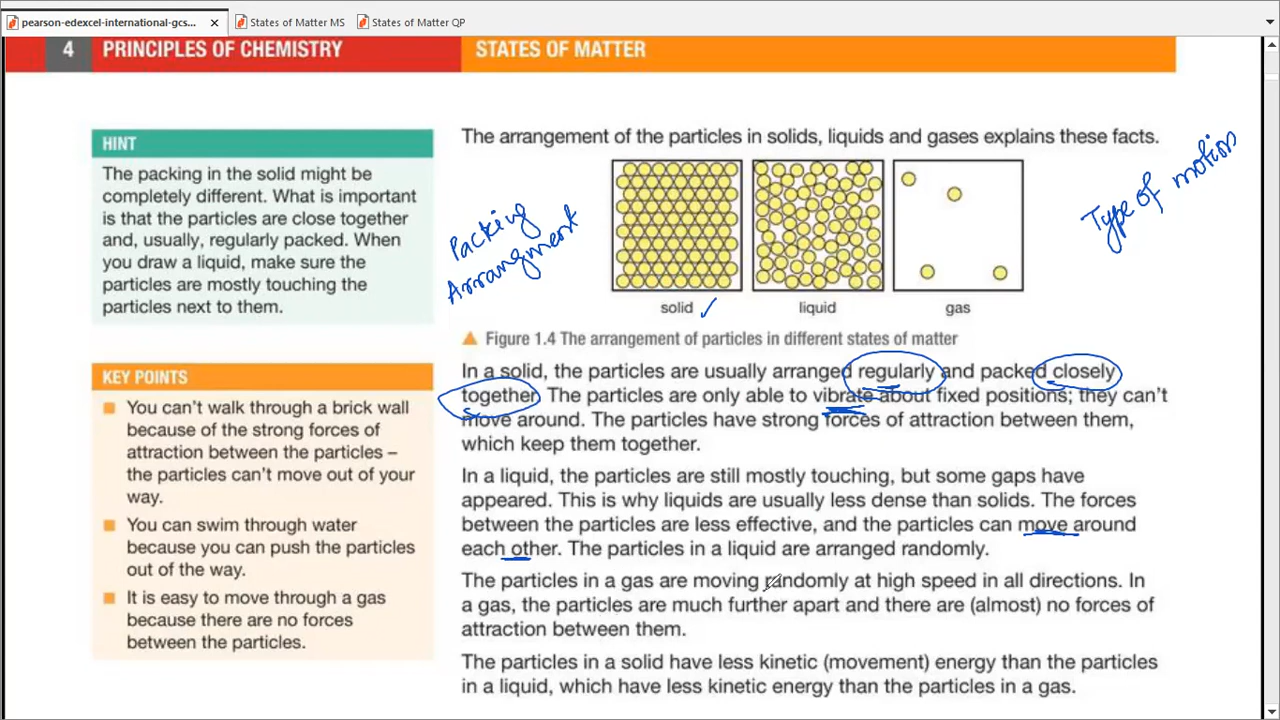 pearson-edexcel-international-gcs...
States of Matter MS
States of Matter QP
4 PRINCIPLES OF CHEMISTRY
STATES OF MATTER
HINT
The packing in the solid might be
completely different. What is important
is that the particles are close together
and, usually, regularly packed. When
you draw a liquid, make sure the
particles are mostly touching the
particles next to them.
KEY POINTS
You can't walk through a brick wall
because of the strong forces of
attraction between the particles –
the particles can't move out of your
way.
You can swim through water
because you can push the particles
out of the way.
It is easy to move through a gas
because there are no forces
between the particles.
The arrangement of the particles in solids, liquids and gases explains these facts.
Packing
Arrangment
Type of motion
solid
liquid
gas
Figure 1.4 The arrangement of particles in different states of matter
In a solid, the particles are usually arranged regularly and packed closely
together. The particles are only able to vibrate about fixed positions; they can't
move around. The particles have strong forces of attraction between them,
which keep them together.
In a liquid, the particles are still mostly touching, but some gaps have
appeared. This is why liquids are usually less dense than solids. The forces
between the particles are less effective, and the particles can move around
each other. The particles in a liquid are arranged randomly.
The particles in a gas are moving randomly at high speed in all directions. In
a gas, the particles are much further apart and there are (almost) no forces of
attraction between them.
The particles in a solid have less kinetic (movement) energy than the particles
in a liquid, which have less kinetic energy than the particles in a gas.